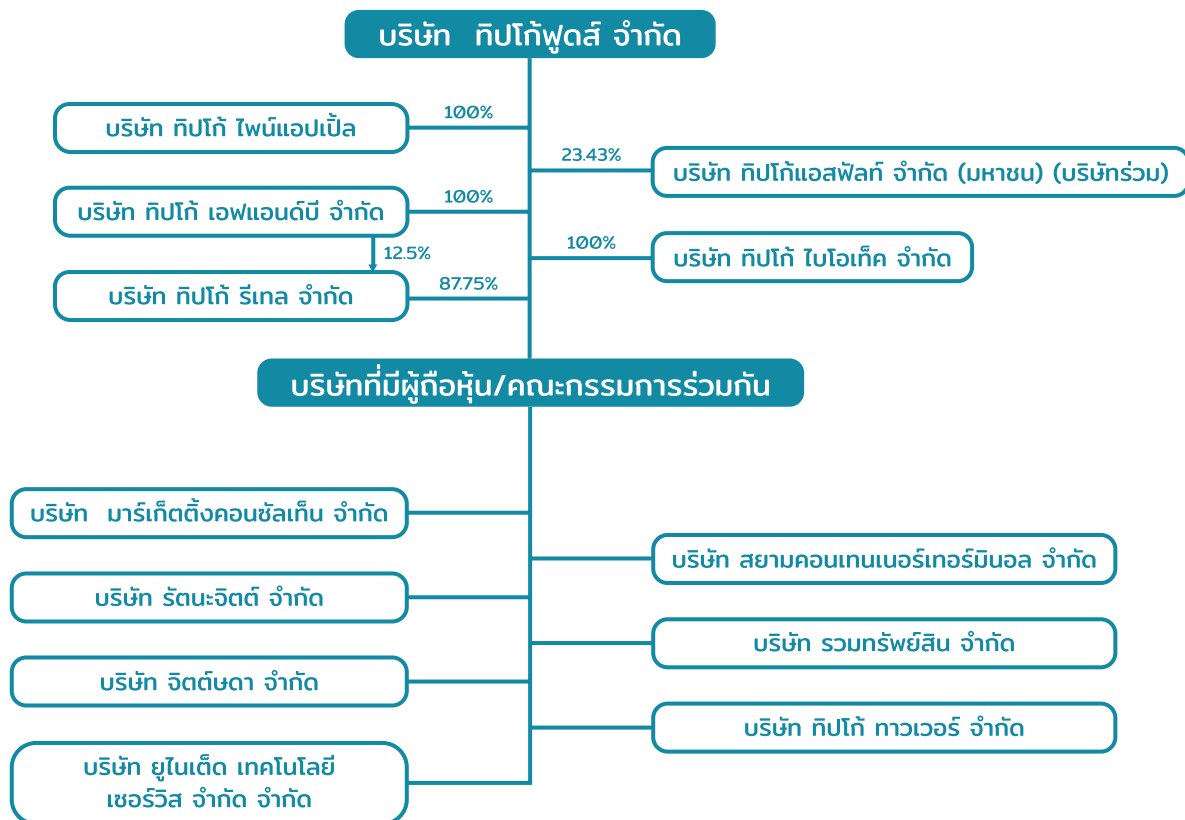 บริษัท ทิปโก้ฟูดส์ จำกัด
100%
บริษัท ทิปโก้ ไพน์แอปเปิ้ล
23.43%
บริษัท ทิปโก้แอสฟัลท์ จำกัด (มหาชน) (บริษัทร่วม)
100%
บริษัท ทิปโก้ เอฟแอนด์บี จำกัด
100%
บริษัท ทิปโก้ ไบโอเท็ค จำกัด
12.5%
87.75%
บริษัท ทิปโก้ รีเทล จำกัด
บริษัทที่มีผู้ถือหุ้น/คณะกรรมการร่วมกัน
บริษัท มาร์เก็ตติ้งคอนซัลเท็น จำกัด
บริษัท สยามคอนเทนเนอร์เทอร์มินอล จำกัด
บริษัท รัตนะจิตต์ จำกัด
บริษัท รวมทรัพย์สิน จำกัด
บริษัท จิตต์ษดา จำกัด
บริษัท ทิปโก้ ทาวเวอร์ จำกัด
บริษัท ยูไนเต็ด เทคโนโลยี
เซอร์วิส จำกัด จำกัด